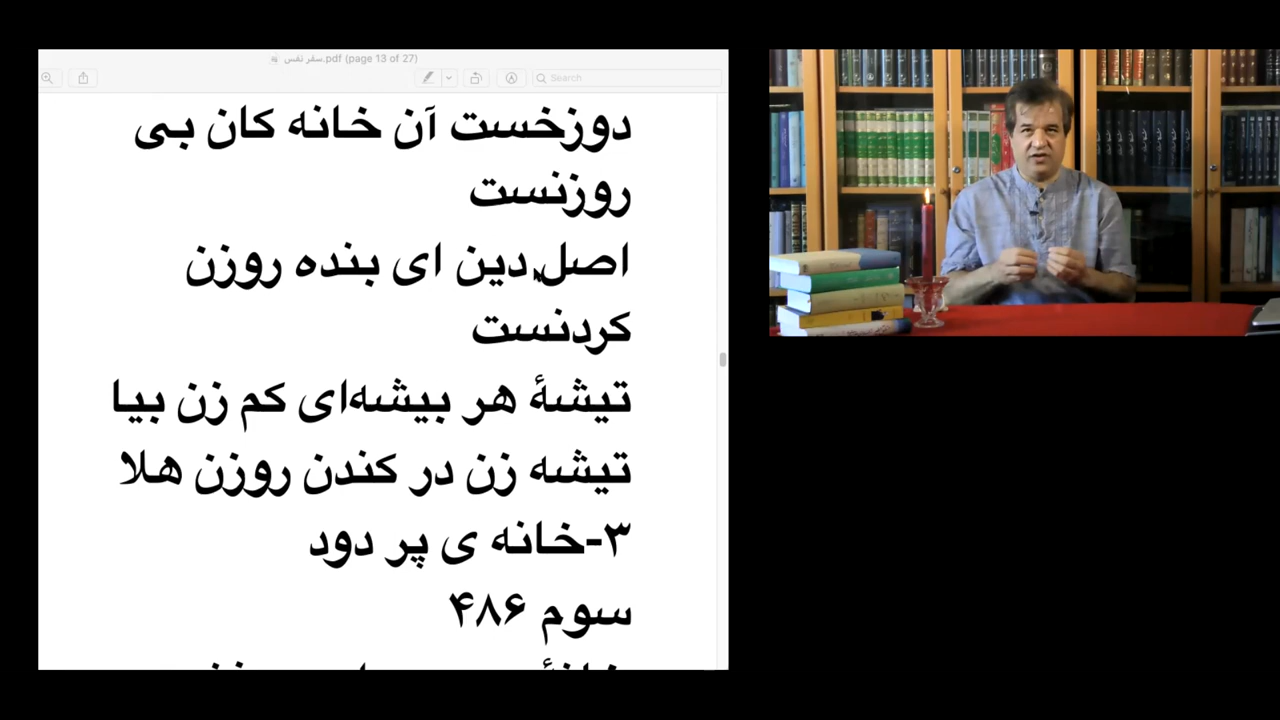 سفر نفس.pdf (page 13 of 27)
Search
دوزخست آن خانه کان بی
روزنست
اصل دین ای بنده روزن
کردنست
تیشهٔ هر بیشه‌ای کم زن بیا
تیشه زن در کندن روزن هلا
۳-خانه ی پر دود
سوم ۴۸۶